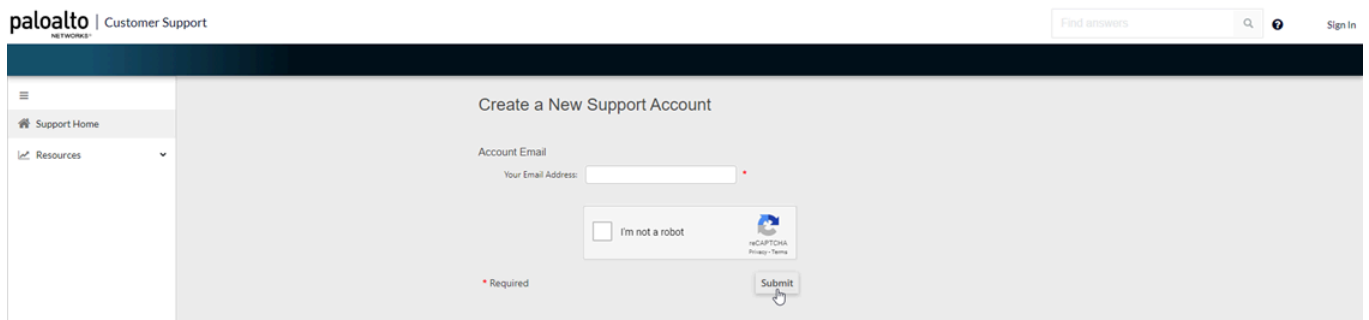 paloalto | Customer Support
NETWORKS®
Find answers
Sign In
Support Home
Resources
Create a New Support Account
Account Email
Your Email Address:
*
I'm not a robot
reCAPTCHA
Privacy - Terms
* Required
Submit